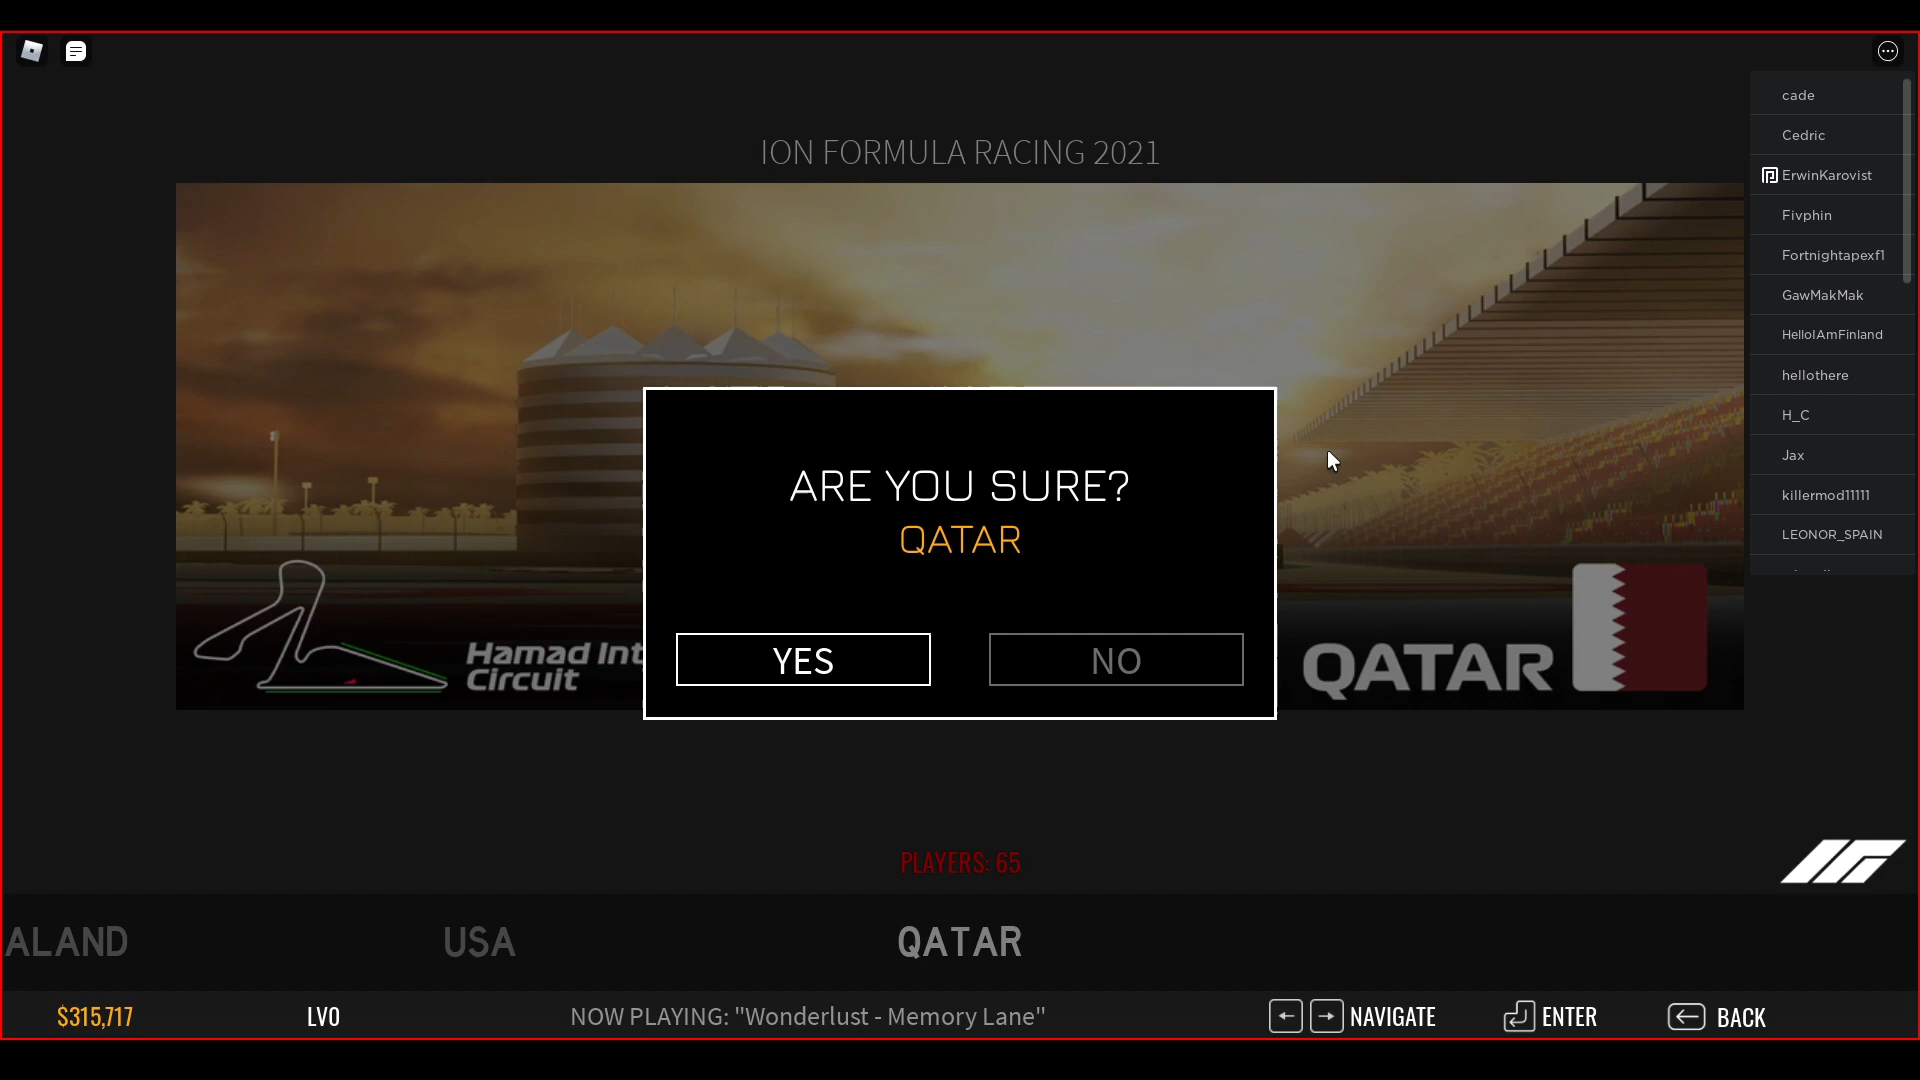 cade
Cedric
ION FORMULA RACING 2021
ErwinKarovist
Fivphin
Fortnightapexf1
GawMakMak
HelloIAmFinland
hellothere
H_C
Jax
killermod11111
LEONOR_SPAIN
ARE YOU SURE?
QATAR
YES
NO
Hamad Int
Circuit
QATAR
PLAYERS: 65
ALAND
USA
QATAR
$315,717
LV0
NOW PLAYING: "Wonderlust - Memory Lane"
NAVIGATE
ENTER
BACK